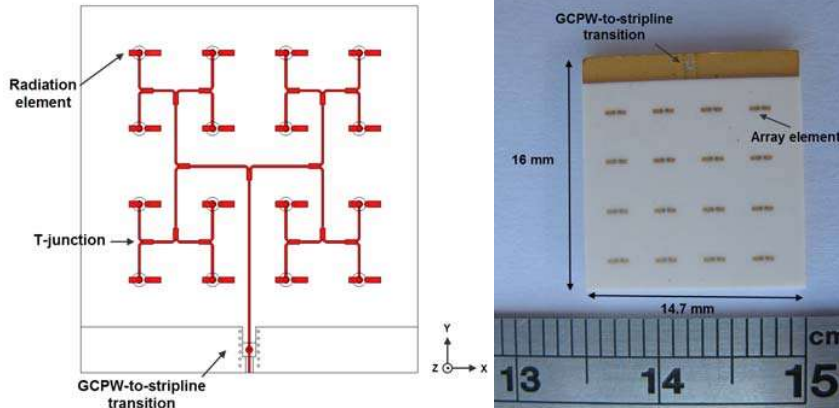 Radiation
element
T-junction
GCPW-to-stripline
transition
Y
Z
X
GCPW-to-stripline
transition
Array element
16 mm
14.7 mm
cm
13
14
15